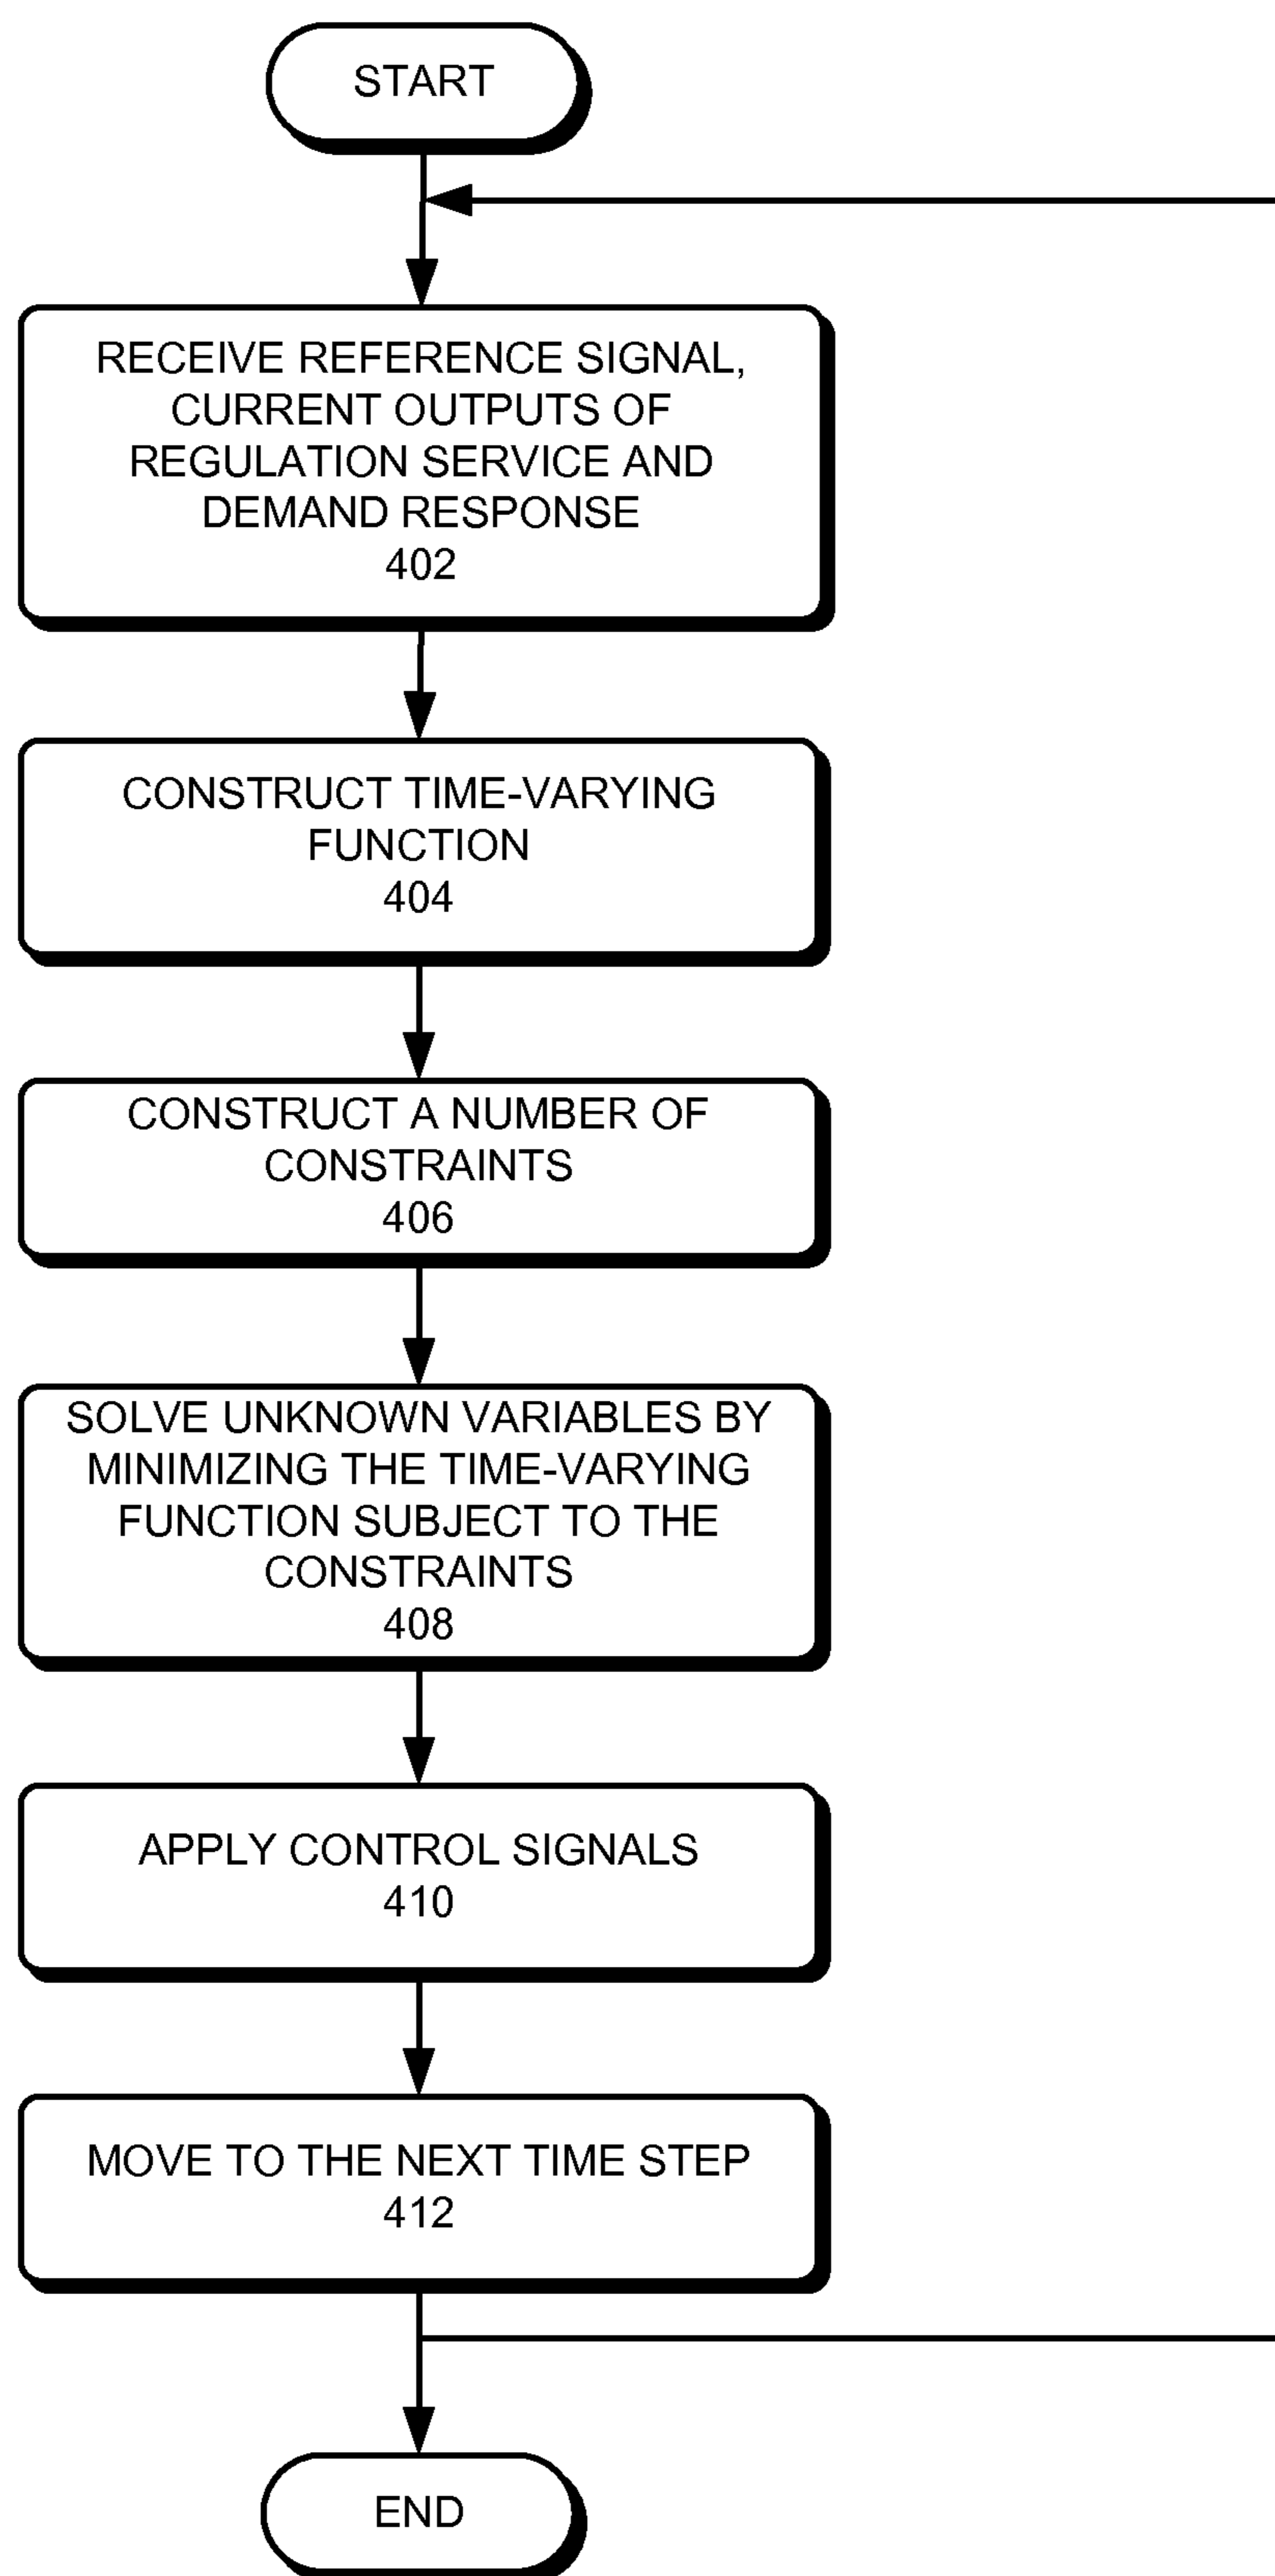 START
RECEIVE REFERENCE SIGNAL,
CURRENT OUTPUTS OF
REGULATION SERVICE AND
DEMAND RESPONSE
402
CONSTRUCT TIME-VARYING
FUNCTION
404
CONSTRUCT A NUMBER OF
CONSTRAINTS
406
SOLVE UNKNOWN VARIABLES BY
MINIMIZING THE TIME-VARYING
FUNCTION SUBJECT TO THE
CONSTRAINTS
408
APPLY CONTROL SIGNALS
410
MOVE TO THE NEXT TIME STEP
412
END